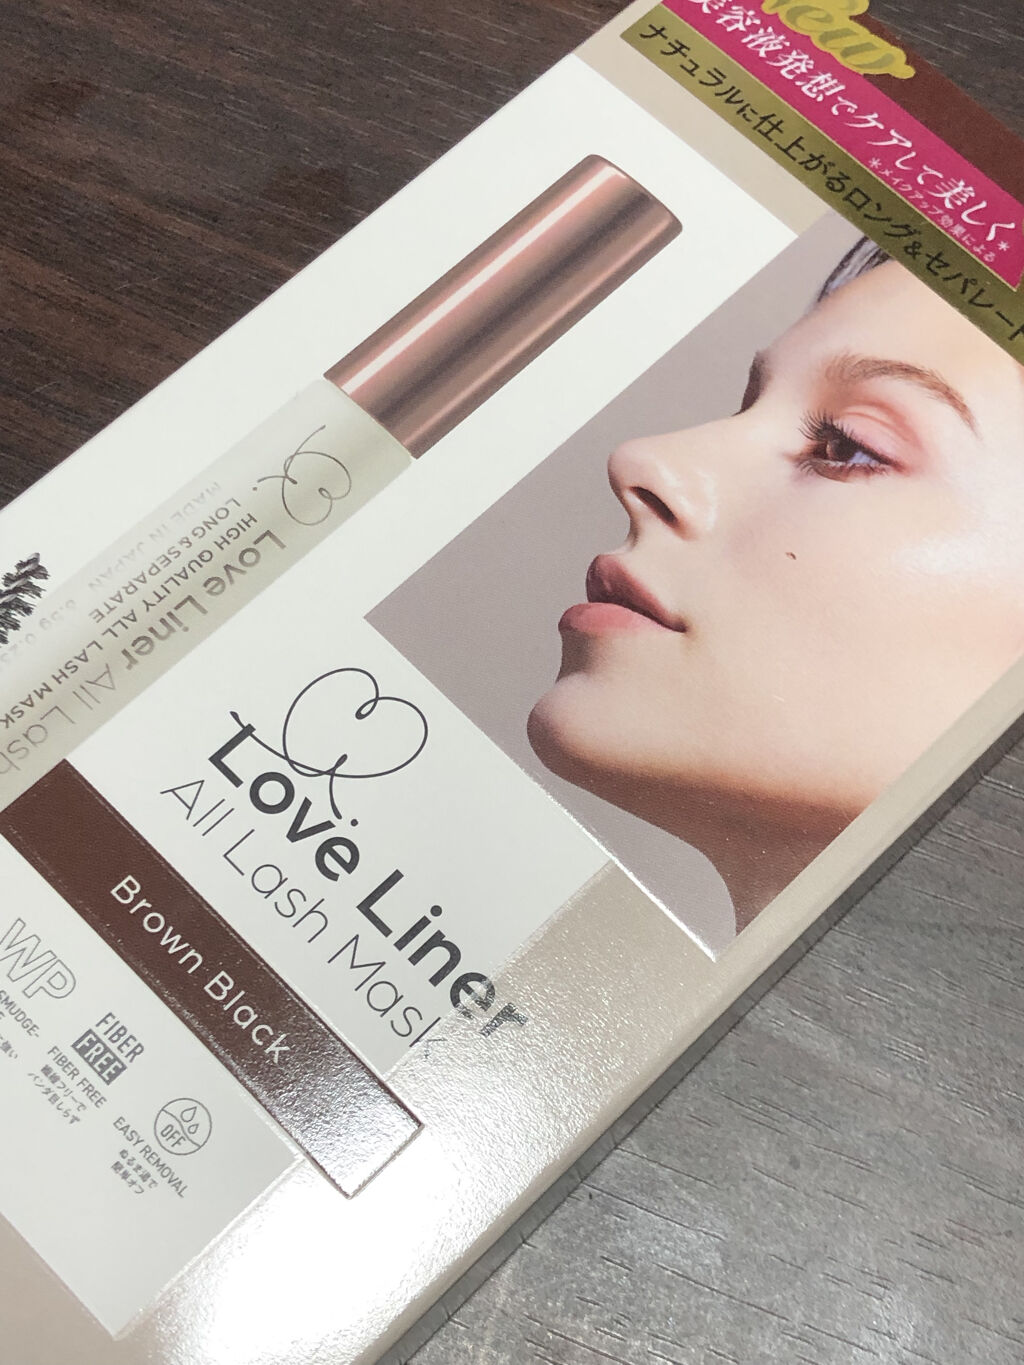 New
美容液発想でケアして美しく*
*メイクアップ効果による
ナチュラルに仕上がるロング&セパレート
Love Liner All Lash
HIGH QUALITY ALL LASH MASK
LONG & SEPARATE
MADE IN JAPAN 6.5g
Love Liner
All Lash Mask
Brown Black
WP
SMUDGE-
FIBER
FREE
FIBER FREE
繊維フリーで
パンダ目しらず
OFF
EASY REMOVAL
ぬるま湯で
簡単オフ